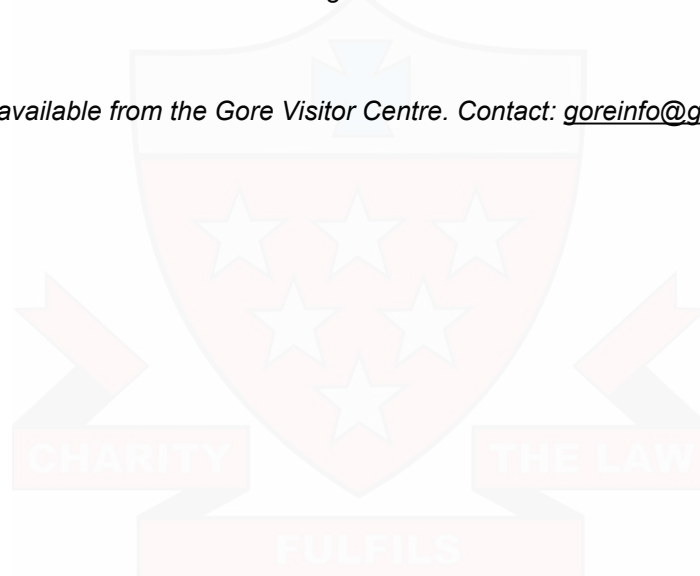 available from the Gore Visitor Centre. Contact: goreinfo@g
CHARITY
THE LAW
FULFILS